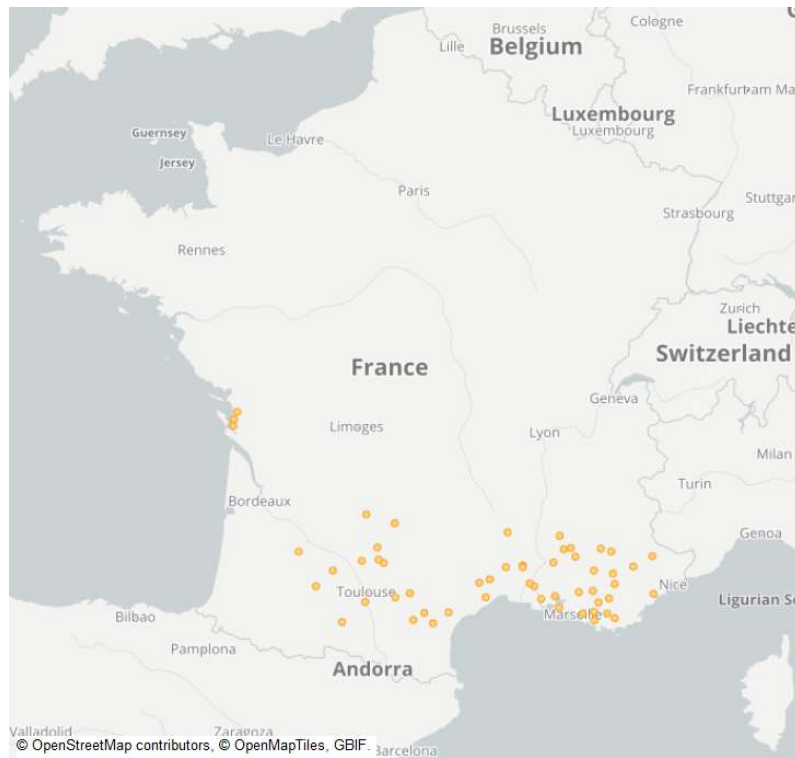 Brussels
Cologne
Lille
Belgium
Frankfurt am Ma
Luxembourg
Luxembourg
Guernsey
Le Havre
Jersey
Paris
Stuttgar
Strasbourg
Rennes
Zurich
Liechte
Switzerland
France
Geneva
Limoges
Lyon
Milan
Turin
Bordeaux
Genoa
Toulouse
Nice
Ligurian Se
Marseille
Bilbao
Pamplona
Andorra
Valladolid
Zaragoza
Barcelona
© OpenStreetMap contributors, © OpenMapTiles, GBIF.